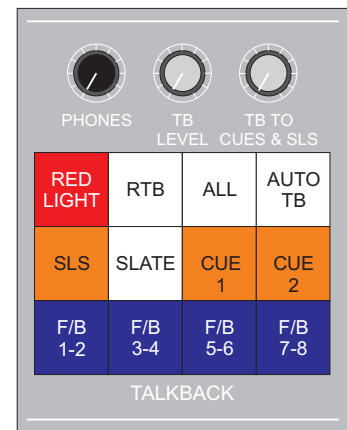 PHONES
TB
LEVEL
TB TO
CUES & SLS
RED
LIGHT
RTB
ALL
AUTO
TB
SLS
SLATE
CUE
1
CUE
2
F/B
1-2
F/B
3-4
F/B
5-6
F/B
7-8
TALKBACK